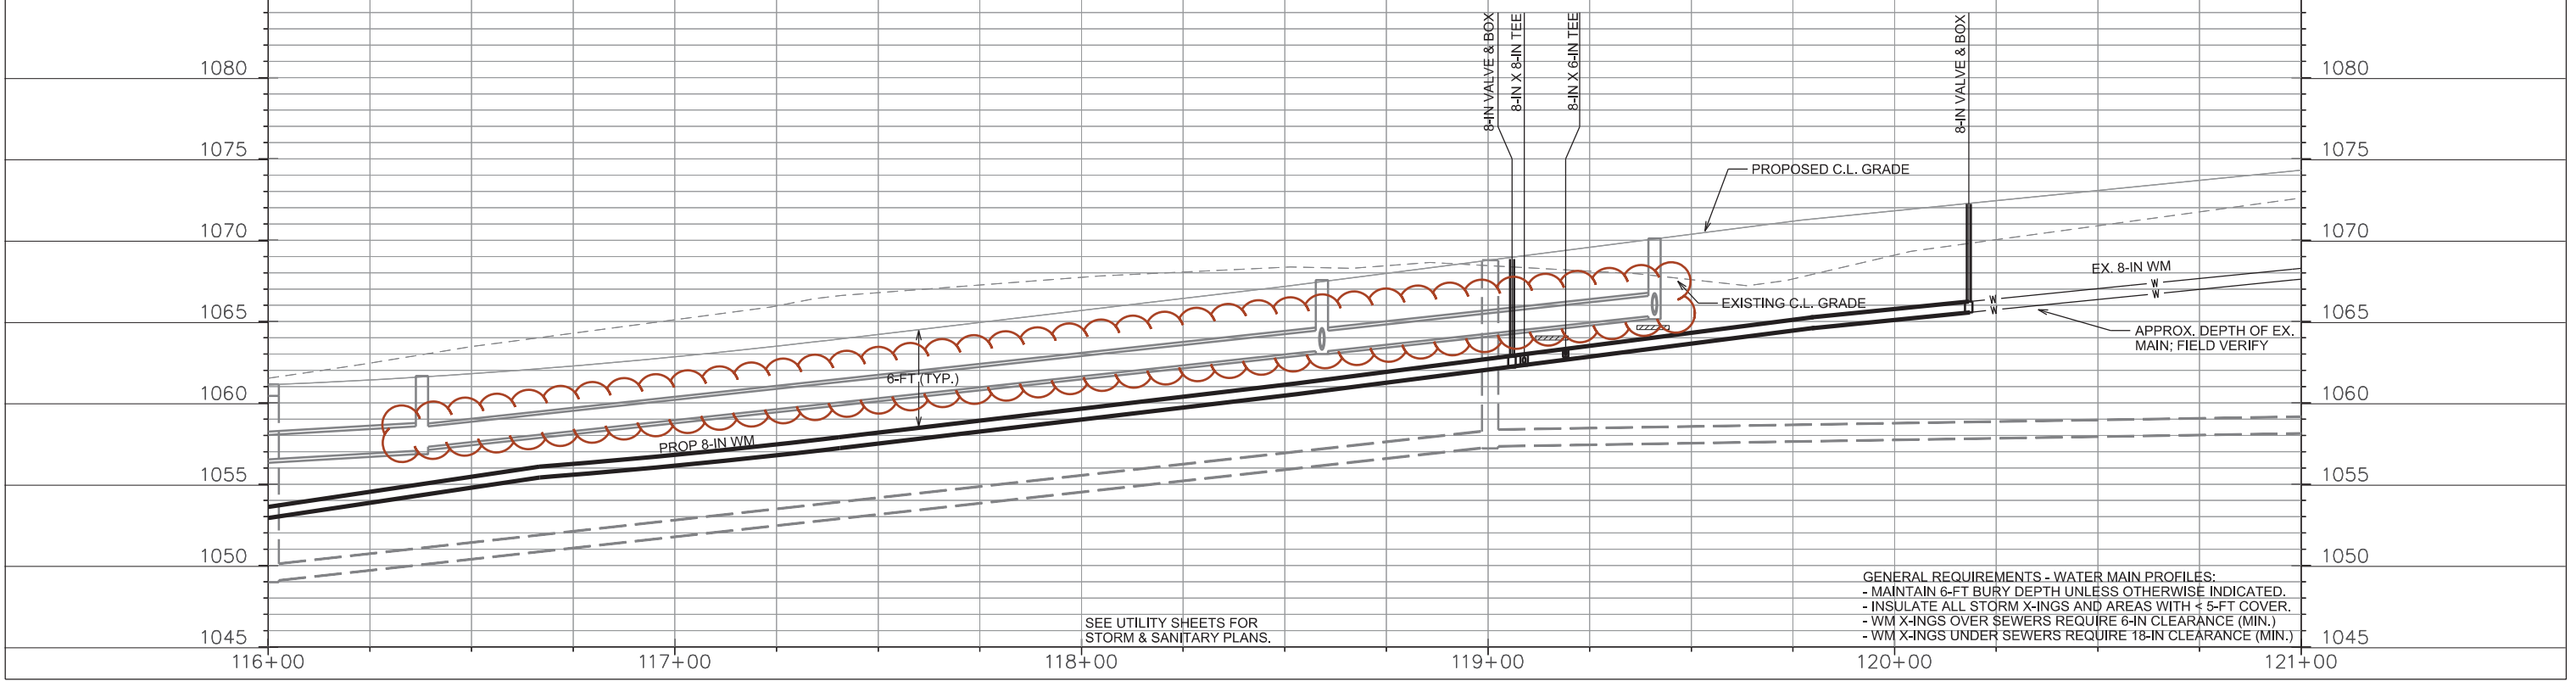 8-IN VALVE & BOX
8-IN X 8-IN TEE
8-IN X 6-IN TEE
8-IN VALVE & BOX
1080
1080
1075
1075
PROPOSED C.L. GRADE
1070
1070
EX. 8-IN WM
W
W
W
W
EXISTING C.L. GRADE
1065
1065
APPROX. DEPTH OF EX.
MAIN; FIELD VERIFY
6-FT (TYP.)
1060
1060
PROP 8-IN WM
1055
1055
1050
1050
GENERAL REQUIREMENTS - WATER MAIN PROFILES:
- MAINTAIN 6-FT BURY DEPTH UNLESS OTHERWISE INDICATED.
- INSULATE ALL STORM X-INGS AND AREAS WITH < 5-FT COVER.
- WM X-INGS OVER SEWERS REQUIRE 6-IN CLEARANCE (MIN.)
- WM X-INGS UNDER SEWERS REQUIRE 18-IN CLEARANCE (MIN.)
SEE UTILITY SHEETS FOR
STORM & SANITARY PLANS.
1045
1045
116+00
117+00
118+00
119+00
120+00
121+00